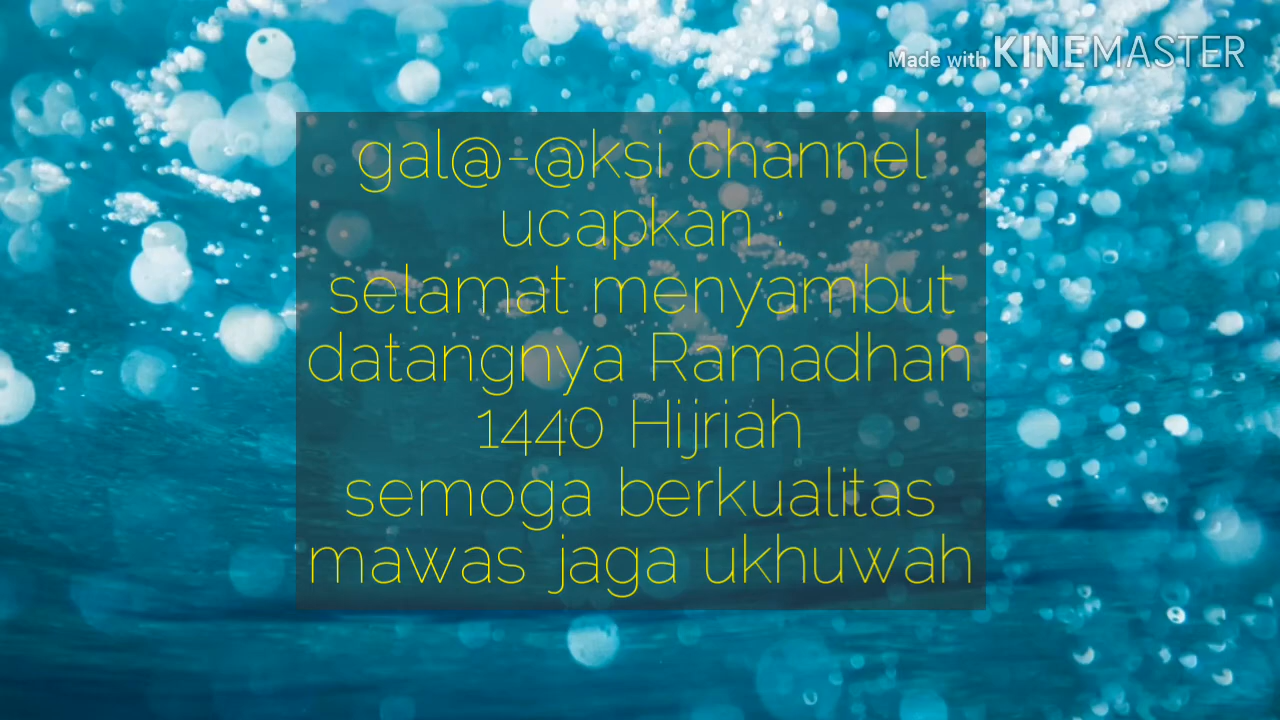 Made with KINEMASTER
gal@-@ksi channel
ucapkan :
selamat menyambut
datangnya Ramadhan
1440 Hijriah
semoga berkualitas
mawas jaga ukhuwah